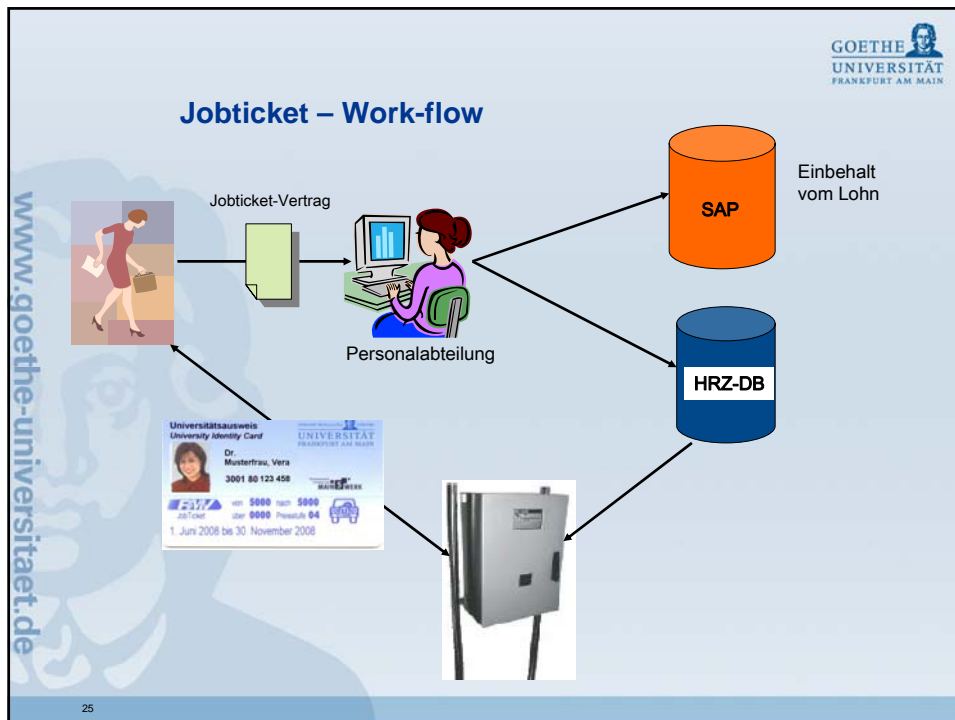 GOETHE
UNIVERSITÄT
FRANKFURT AM MAIN
Jobticket – Work-flow
www.goethe-universitaet.de
Jobticket-Vertrag
Personalabteilung
SAP
Einbehalt
vom Lohn
HRZ-DB
Universitätsausweis
University Identity Card
UNIVERSITÄT
FRANKFURT AM MAIN
Dr.
Musterfrau, Vera
3001 80 123 458
MAINSWERK
RMV von 5000 nach 5000
JobTicket über 0000 Preisstufe 04
1. Juni 2008 bis 30. November 2008
25